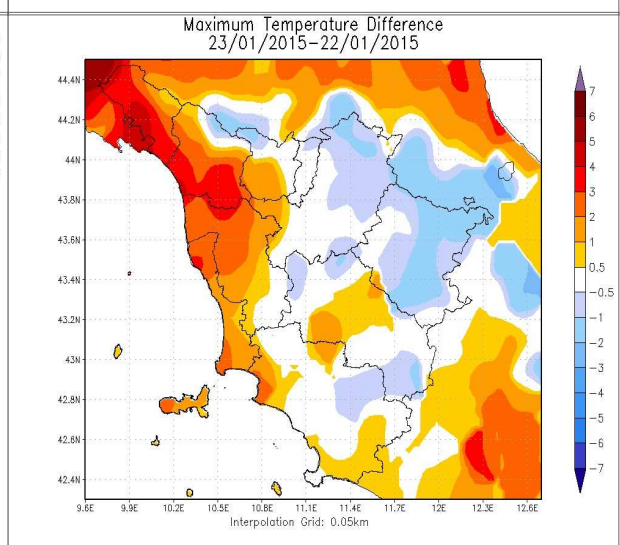 Maximum Temperature Difference
23/01/2015-22/01/2015
44.4N
44.2N
44N
43.8N
43.6N
43.4N
43.2N
43N
42.8N
42.6N
42.4N
9.6E 9.9E 10.2E 10.5E 10.8E 11.1E 11.4E 11.7E 12E 12.3E 12.6E
Interpolation Grid: 0.05km
7
6
5
4
3
2
1
0.5
-0.5
-1
-2
-3
-4
-5
-6
-7